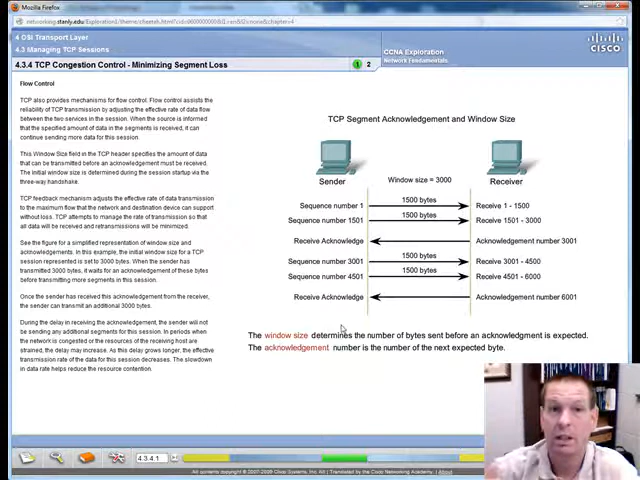 Mozilla Firefox
4 OSI Transport Layer
4.3 Managing TCP Sessions
CCNA Exploration
Network Fundamentals
CISCO
4.3.4 TCP Congestion Control - Minimizing Segment Loss
1 2
Flow Control
TCP also provides mechanisms for flow control. Flow control assists the
reliability of TCP transmission by adjusting the effective rate of data flow
between the two services in the session. When the source is informed
that the specified amount of data in the segments is received, it can
continue sending more data for this session.
This Window Size field in the TCP header specifies the amount of data
that can be transmitted before an acknowledgement must be received. The
initial window size is determined during the session startup via the
three-way handshake.
TCP feedback mechanism adjusts the effective rate of data transmission
to the maximum flow that the network and destination device can support
without loss. TCP attempts to manage the rate of transmission so that
all data will be received and retransmissions will be minimized.
See the figure for a simplified representation of window size and
acknowledgements. In this example, the initial window size for a TCP
session represented is set to 3000 bytes. When the sender has
transmitted 3000 bytes, it waits for an acknowledgement of these
bytes before transmitting more segments in this session.
Once the sender has received this acknowledgement from the receiver,
the sender can transmit an additional 3000 bytes.
During the delay in receiving the acknowledgement, the sender will not
be sending any additional segments for this session. In periods when
the network is congested or the resources of the receiving host are
strained, the delay may increase. As this delay grows longer, the effective
transmission rate of the data for this session decreases. The slowdown
in data rate helps reduce the resource contention.
TCP Segment Acknowledgement and Window Size
Sender
Window size = 3000
Receiver
Sequence number 1 1500 bytes Receive 1 - 1500
Sequence number 1501 1500 bytes Receive 1501 - 3000
Receive Acknowledge Acknowledgement number 3001
Sequence number 3001 1500 bytes Receive 3001 - 4500
Sequence number 4501 1500 bytes Receive 4501 - 6000
Receive Acknowledge Acknowledgement number 6001
The window size determines the number of bytes sent before an acknowledgment is expected.
The acknowledgement number is the number of the next expected byte.
4.3.4.1
All contents copyright © 2007-2009 Cisco Systems, Inc. All | Translated by the Cisco Networking Academy. | About